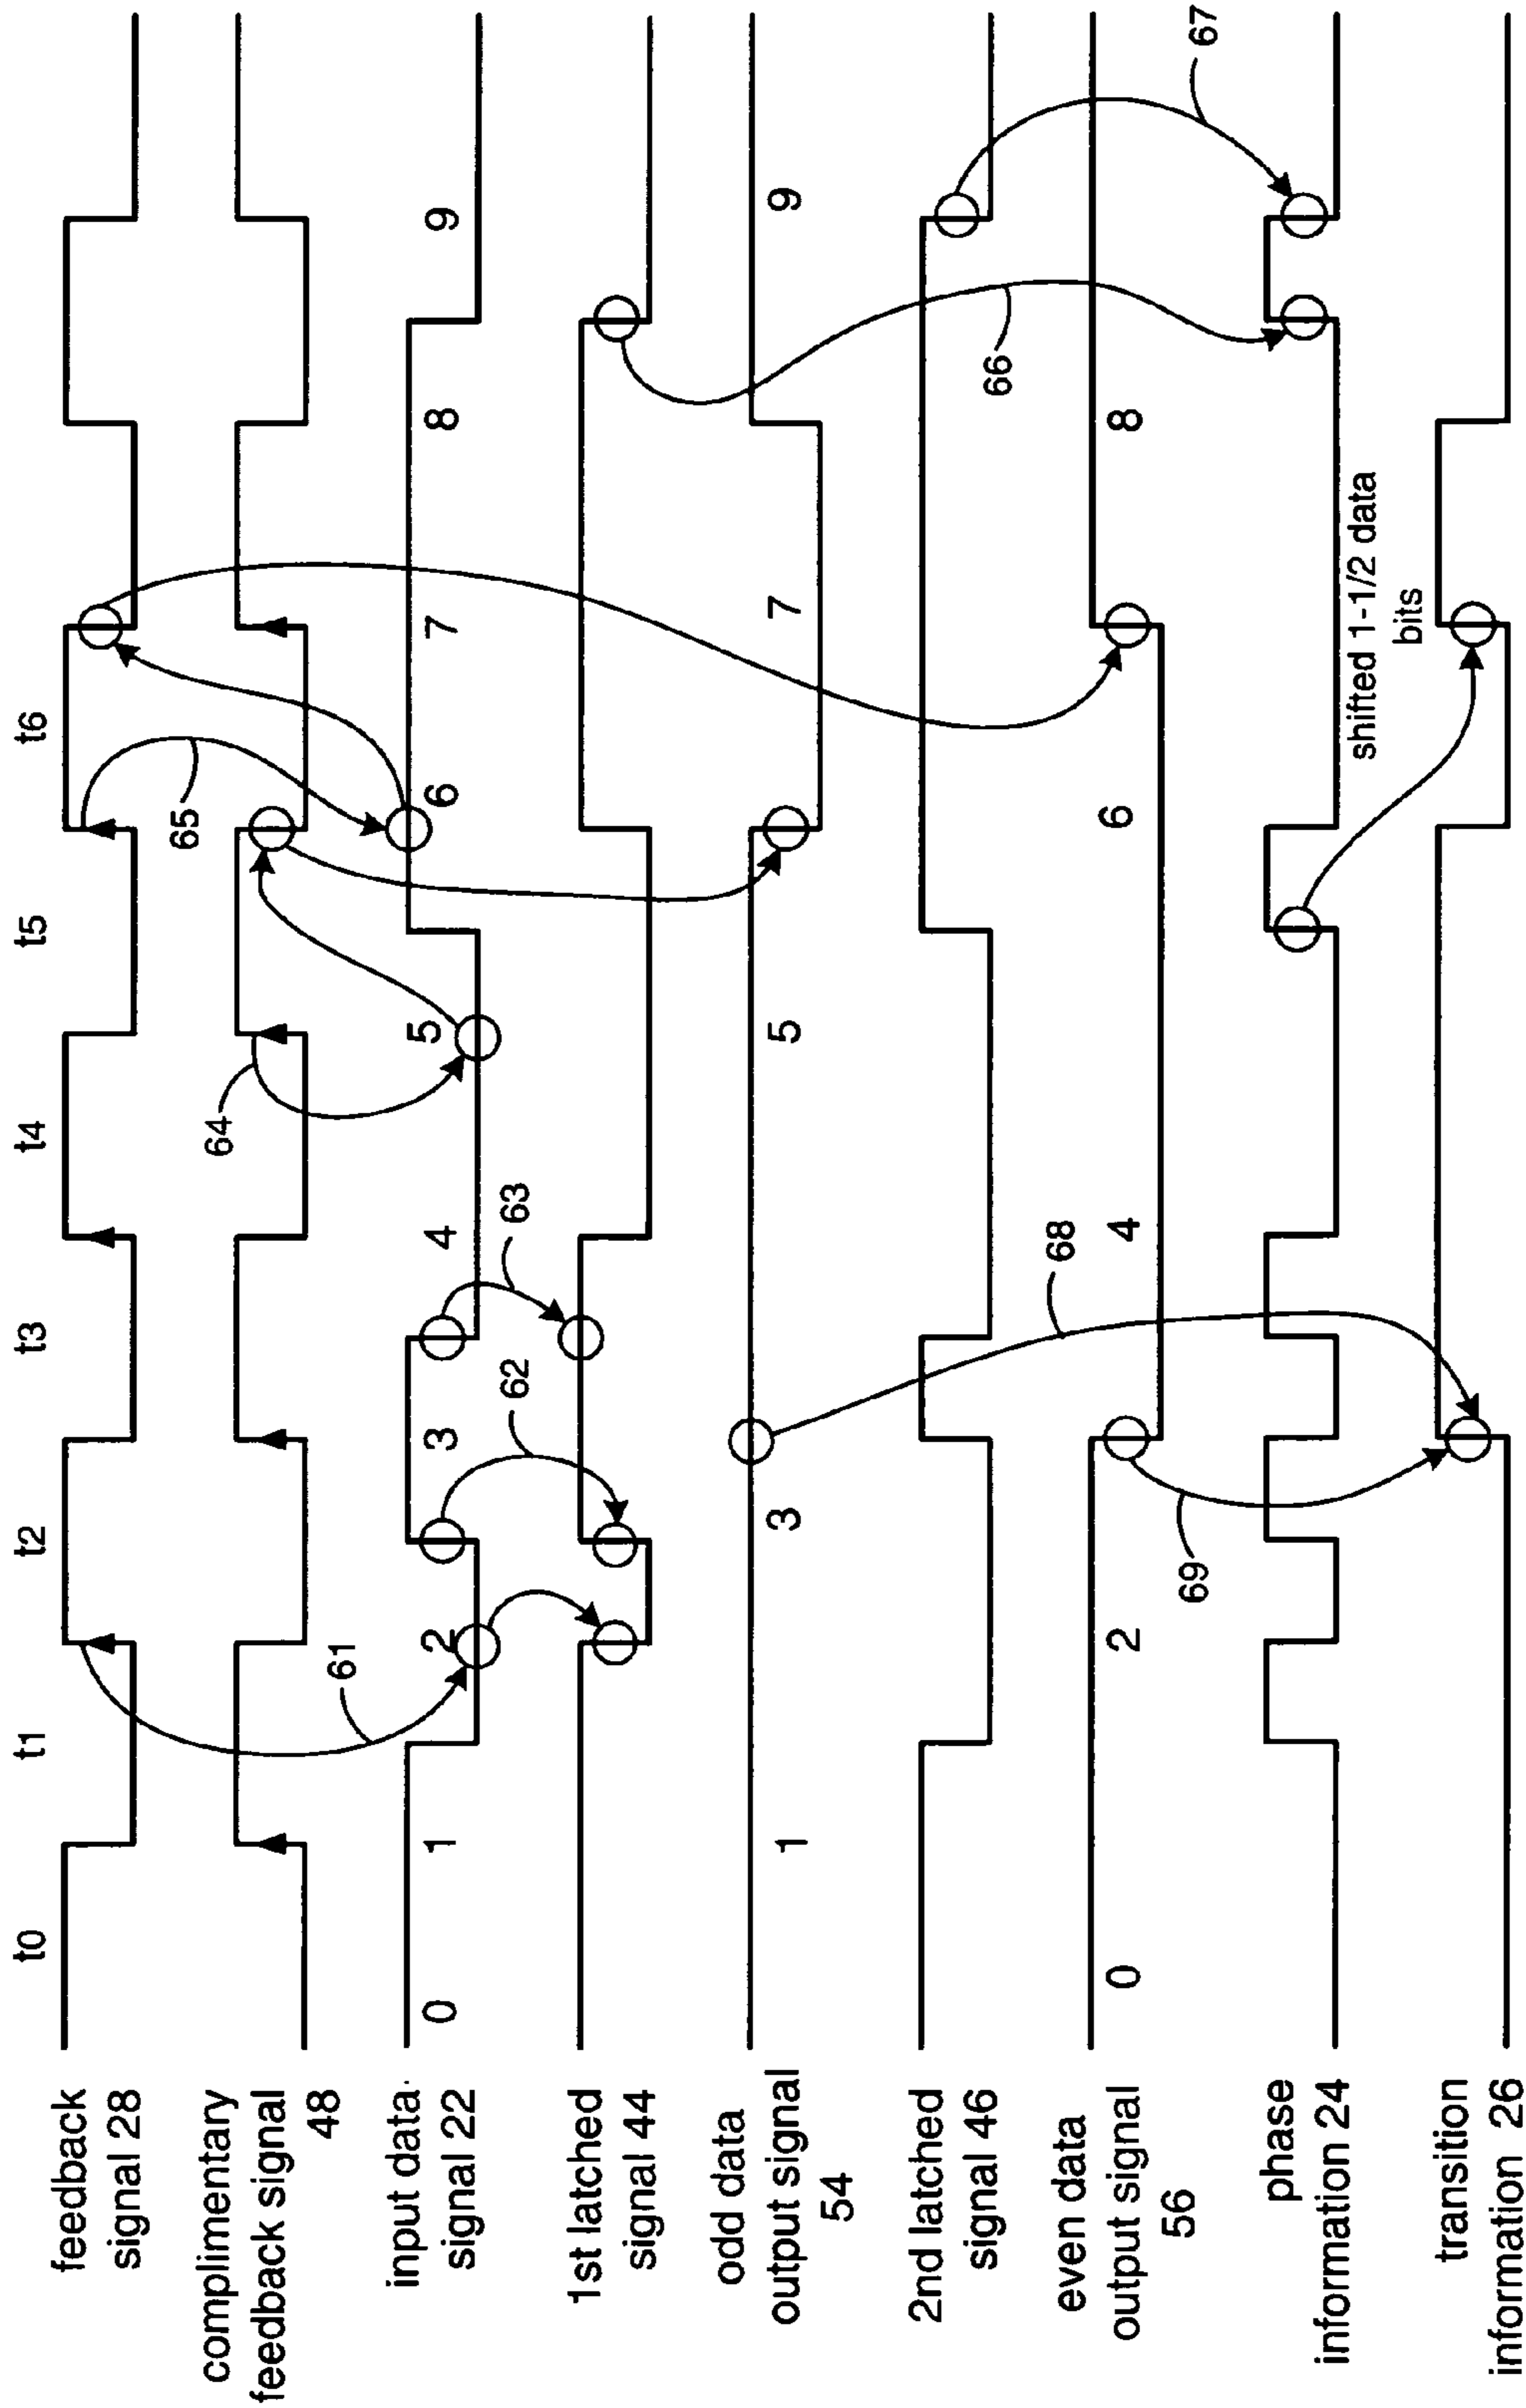 t0 t1 t2 t3 t4 t5 t6
feedback
signal 28
complimentary
feedback signal
48
61
64
65
input data
signal 22
0 1 2 3 4 5 6 7 8 9
62
63
1st latched
signal 44
odd data
output signal
54
1 3 5 7 9
2nd latched
signal 46
66
67
68
even data
output signal
56
0 2 4 6 8
69
phase
information 24
shifted 1-1/2 data
bits
transition
information 26